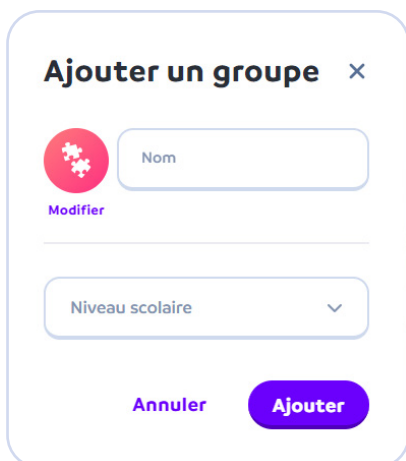 Ajouter un groupe
Nom
Modifier
Niveau scolaire
Annuler
Ajouter